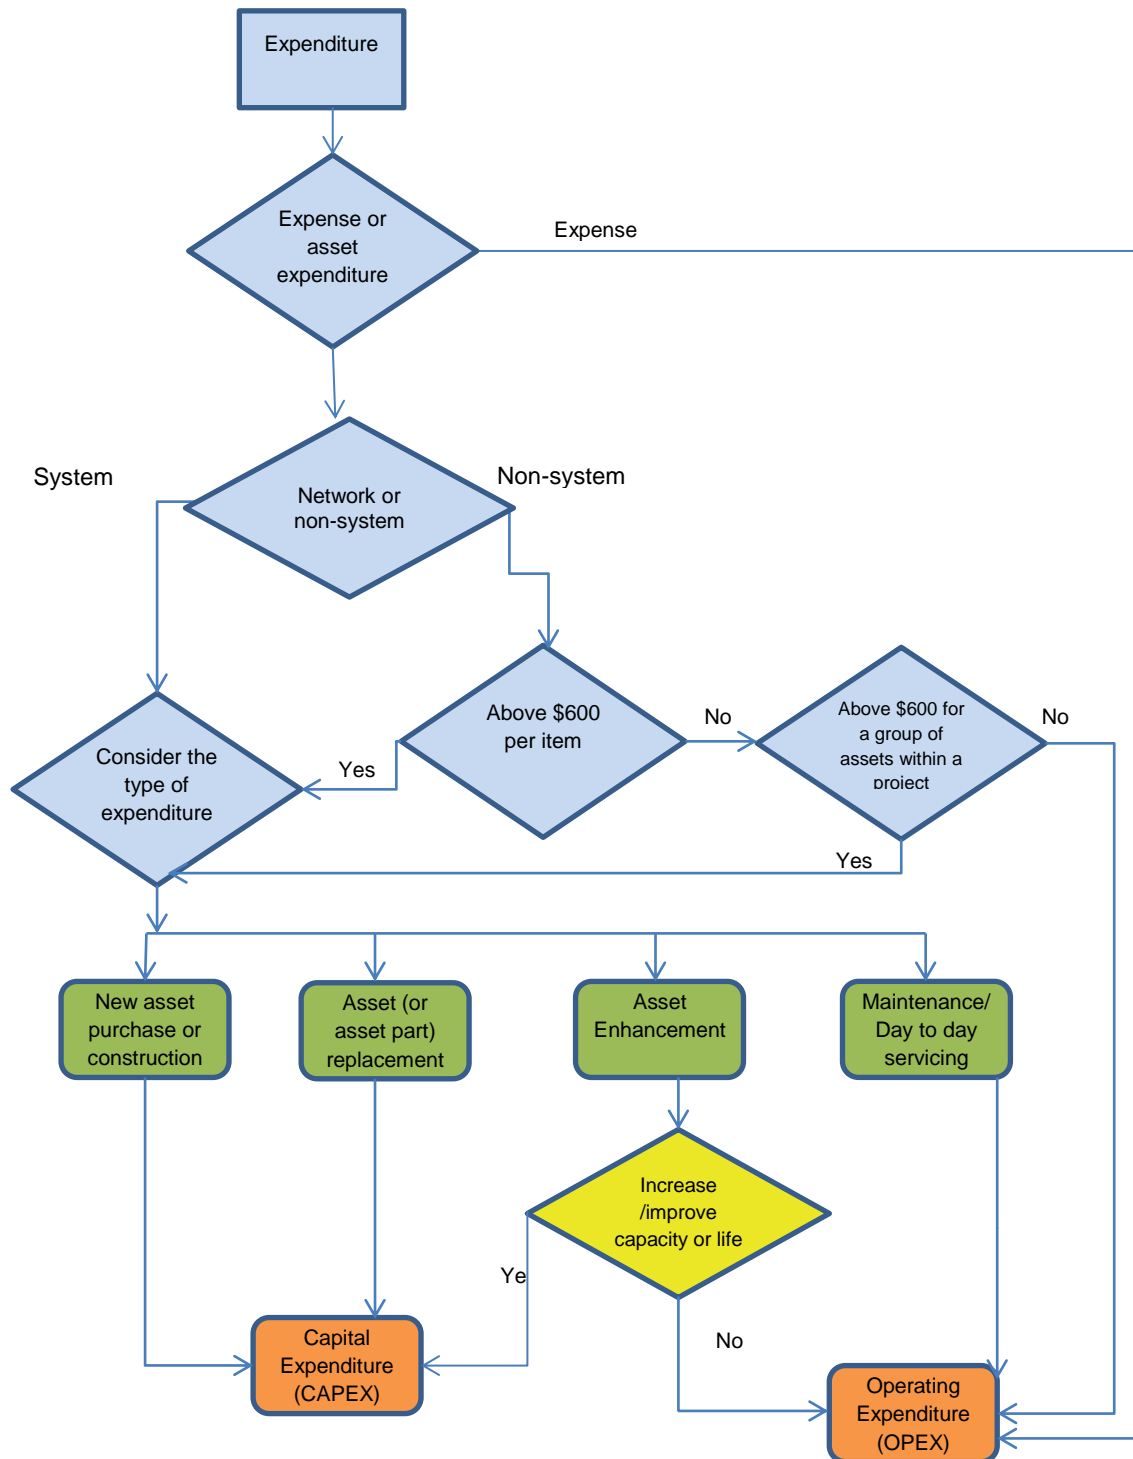 Expenditure
Expense or
asset
expenditure
Expense
System
Non-system
Network or
non-system
Above $600
per item
No
Above $600 for
a group of
assets within a
project
No
Consider the
type of
expenditure
Yes
Yes
New asset
purchase or
construction
Asset (or
asset part)
replacement
Asset
Enhancement
Maintenance/
Day to day
servicing
Increase
/improve
capacity or life
Ye
No
Capital
Expenditure
(CAPEX)
Operating
Expenditure
(OPEX)